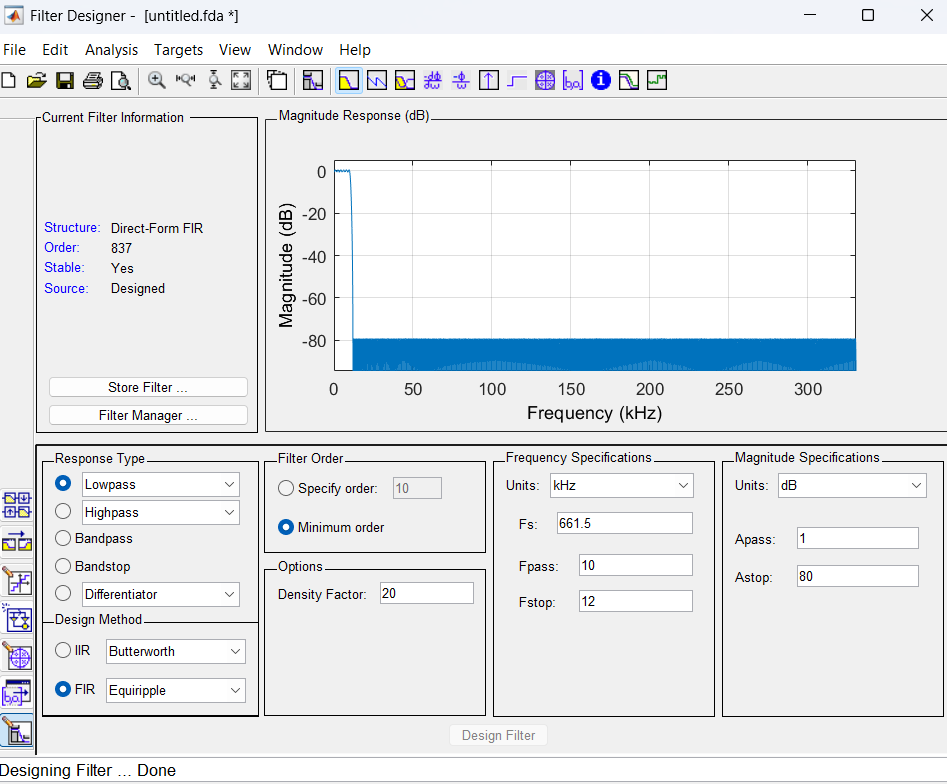 Filter Designer - [untitled.fda *]
File Edit Analysis Targets View Window Help
Current Filter Information
Structure: Direct-Form FIR
Order: 837
Stable: Yes
Source: Designed
Store Filter ...
Filter Manager ...
Magnitude Response (dB)
Magnitude (dB)
0
-20
-40
-60
-80
0 50 100 150 200 250 300
Frequency (kHz)
Response Type
Lowpass
Highpass
Bandpass
Bandstop
Differentiator
Design Method
IIR Butterworth
FIR Equiripple
Filter Order
Specify order: 10
Minimum order
Options
Density Factor: 20
Frequency Specifications
Units: kHz
Fs: 661.5
Fpass: 10
Fstop: 12
Magnitude Specifications
Units: dB
Apass: 1
Astop: 80
Design Filter
Designing Filter ... Done